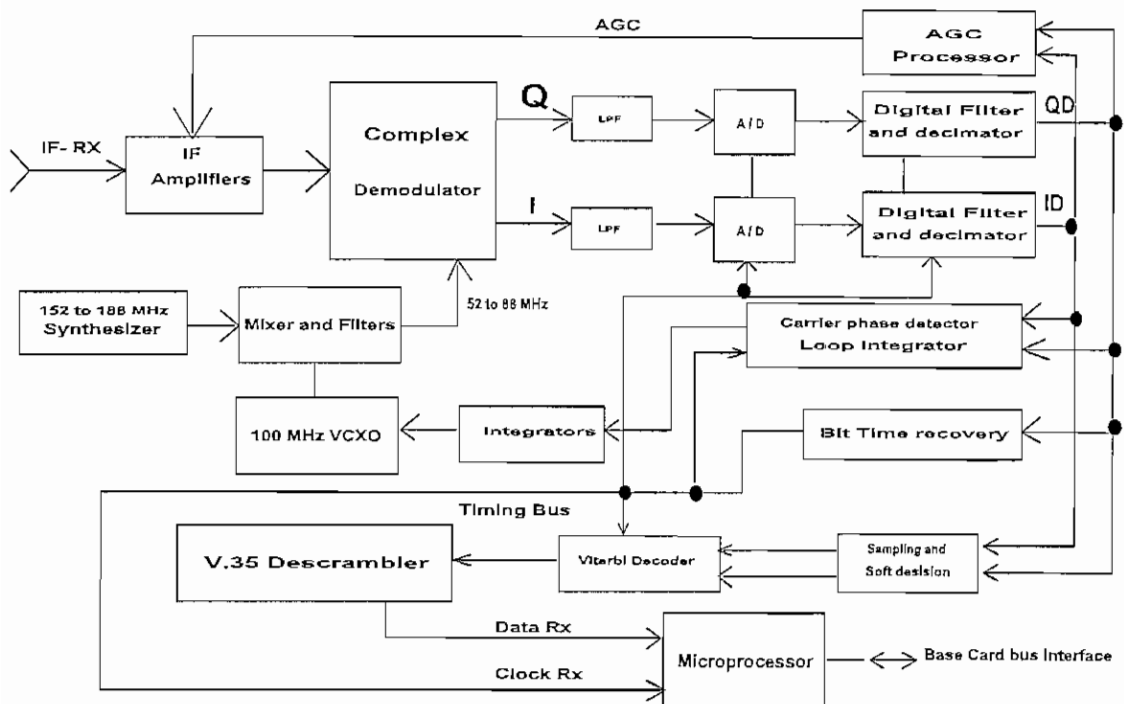 AGC
AGC
Processor
Q
QD
IF- RX
IF
Amplifiers
Complex
Demodulator
LPF
A/D
Digital Filter
and decimator
I
ID
LPF
A/D
Digital Filter
and decimator
152 to 188 MHz
Synthesizer
Mixer and Filters
52 to 88 MHz
Carrier phase detector
Loop Integrator
100 MHz VCXO
Integrators
Bit Time recovery
Timing Bus
V.35 Descrambler
Viterbi Decoder
Sampling and
Soft desision
Data Rx
Clock Rx
Microprocessor
Base Card bus Interface